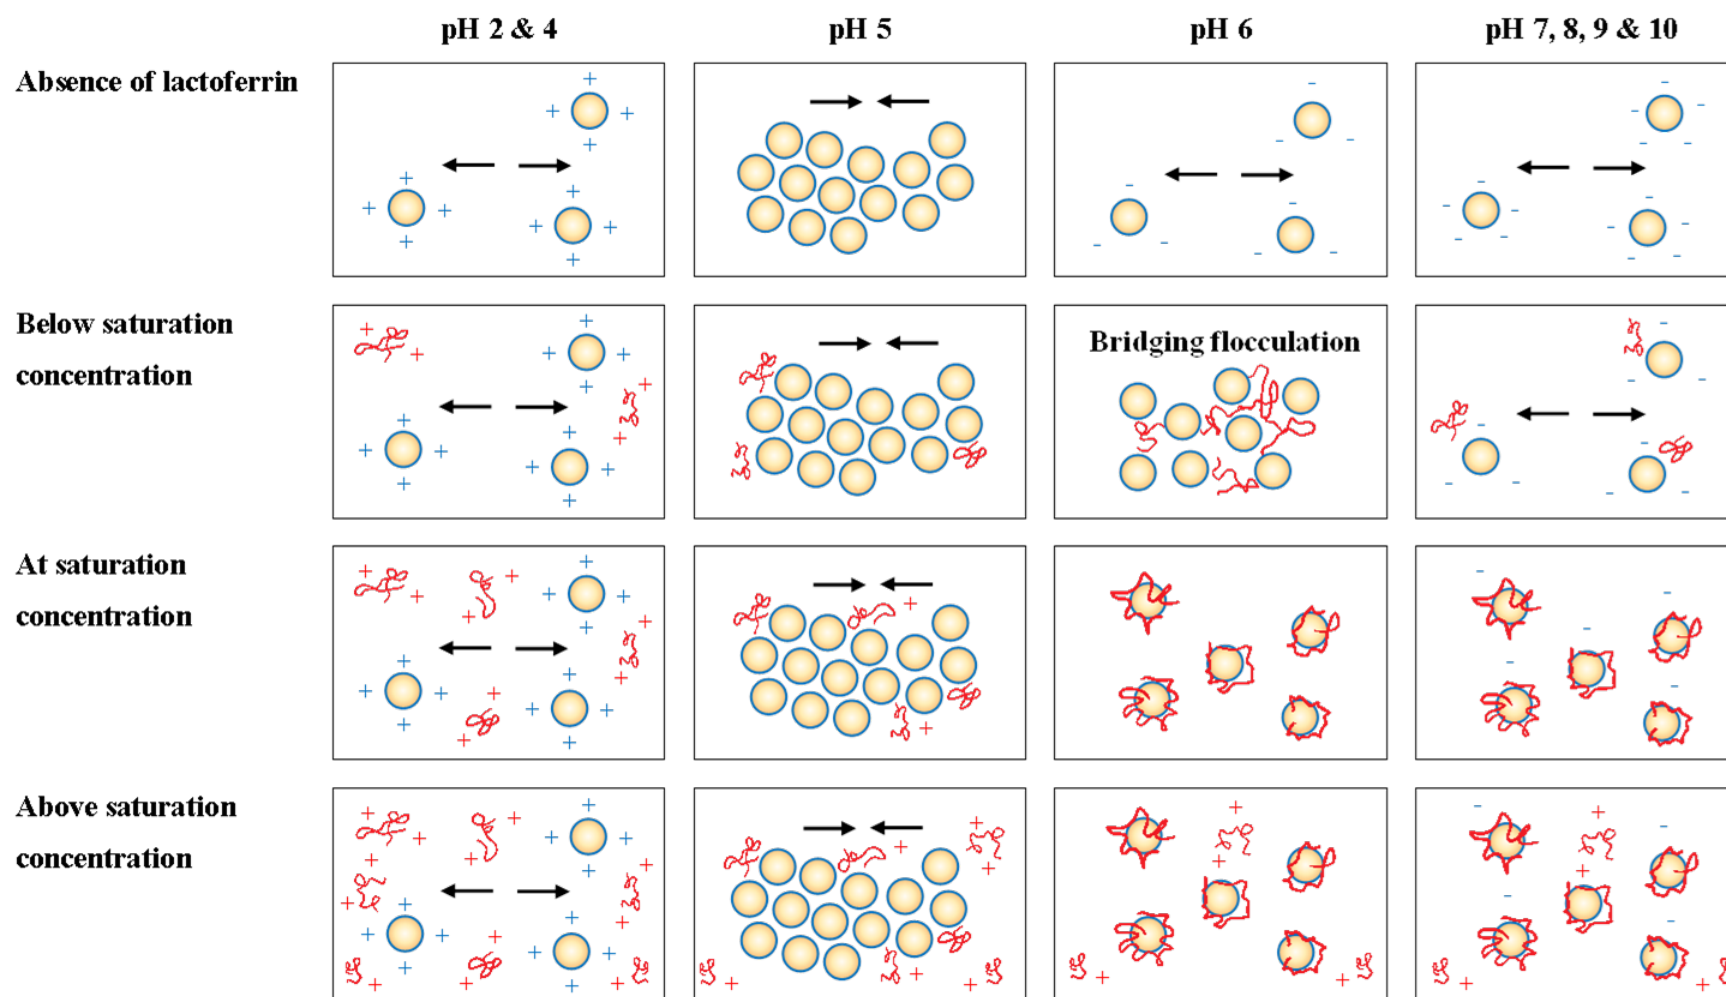 pH 2 & 4
pH 5
pH 6
pH 7, 8, 9 & 10
Absence of lactoferrin
Below saturation
concentration
Bridging flocculation
At saturation
concentration
Above saturation
concentration